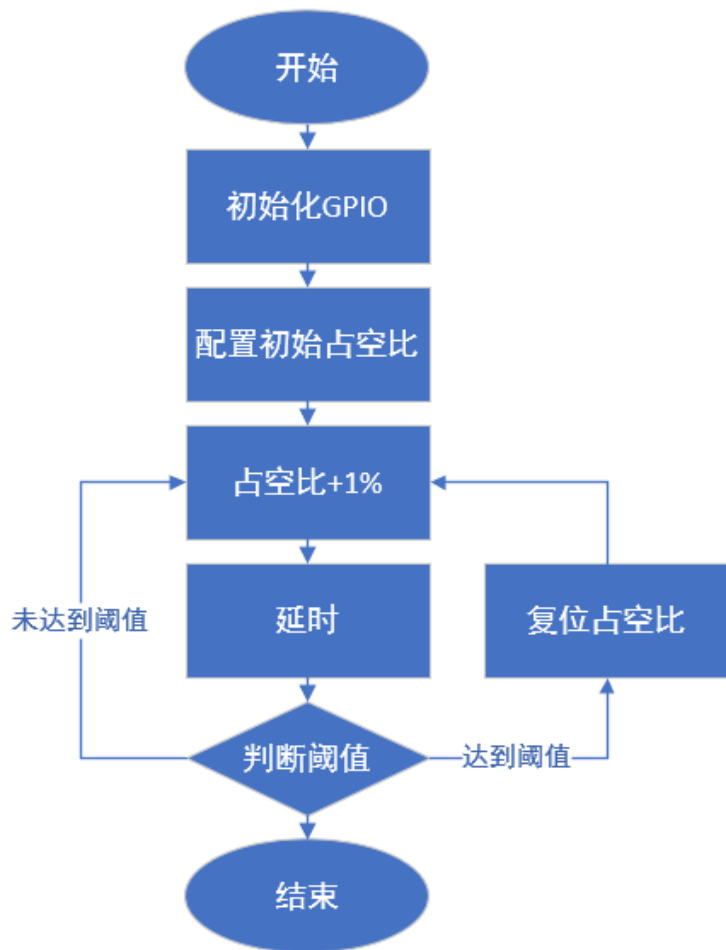 开始
初始化GPIO
配置初始占空比
占空比+1%
未达到阈值
延时
复位占空比
判断阈值
达到阈值
结束